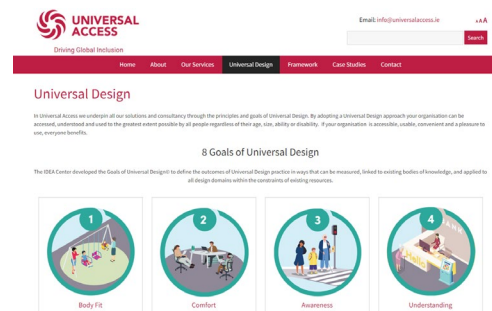 UNIVERSAL
ACCESS
Driving Global Inclusion
Email: info@universalaccess.ie
A A A
Search
Home About Our Services Universal Design Framework Case Studies Contact
Universal Design
In Universal Access we underpin all our solutions and consultancy through the principles and goals of Universal Design. By adopting a Universal Design approach your organisation can be
accessed, understood and used to the greatest extent possible by all people regardless of their age, size, ability or disability. If your organisation is accessible, usable, convenient and a pleasure to
use, everyone benefits.
8 Goals of Universal Design
The IDEA Center developed the Goals of Universal Design© to define the outcomes of Universal Design practice in ways that can be measured, linked to existing bodies of knowledge, and applied to
all design domains within the constraints of existing resources.
1
2
3
4
BANK
Hello
Body Fit
Comfort
Awareness
Understanding